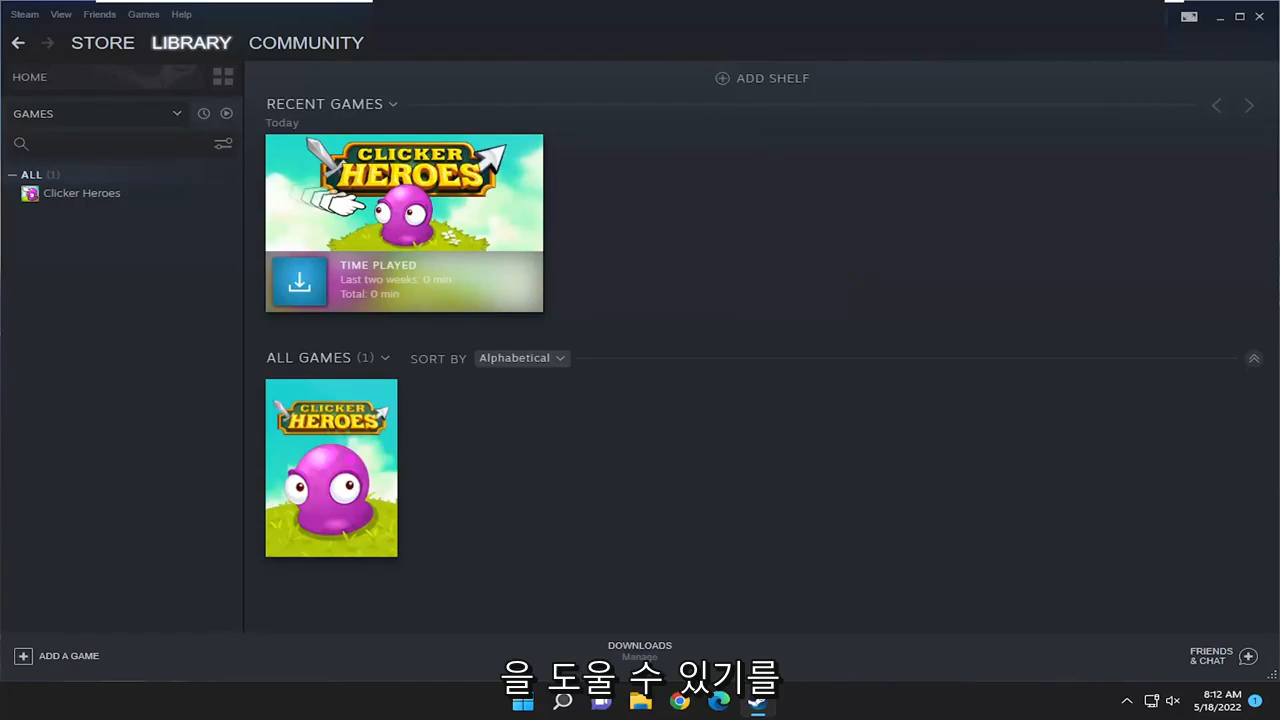 Steam View Friends Games Help
STORE LIBRARY COMMUNITY
HOME
ADD SHELF
GAMES
RECENT GAMES
Today
ALL (1)
Clicker Heroes
CLICKER
HEROES
TIME PLAYED
Last two weeks: 0 min
Total: 0 min
ALL GAMES (1) SORT BY Alphabetical
CLICKER
HEROES
ADD A GAME
DOWNLOADS
Manage
FRIENDS
& CHAT
을 도울 수 있기를
8:12 AM
5/18/2022
1